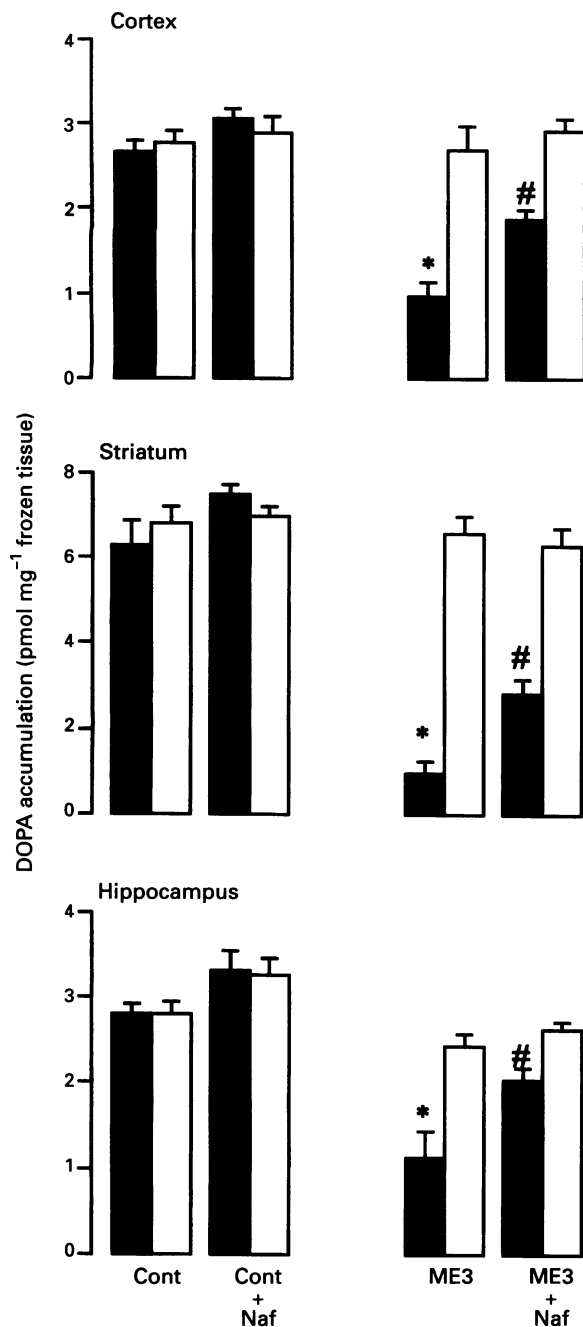 Cortex
4
3
2
1
0
*
#
Striatum
8
6
4
2
0
*
#
DOPA accumulation (pmol mg⁻¹ frozen tissue)
Hippocampus
4
3
2
1
0
*
#
Cont
Cont
+
Naf
ME3
ME3
+
Naf